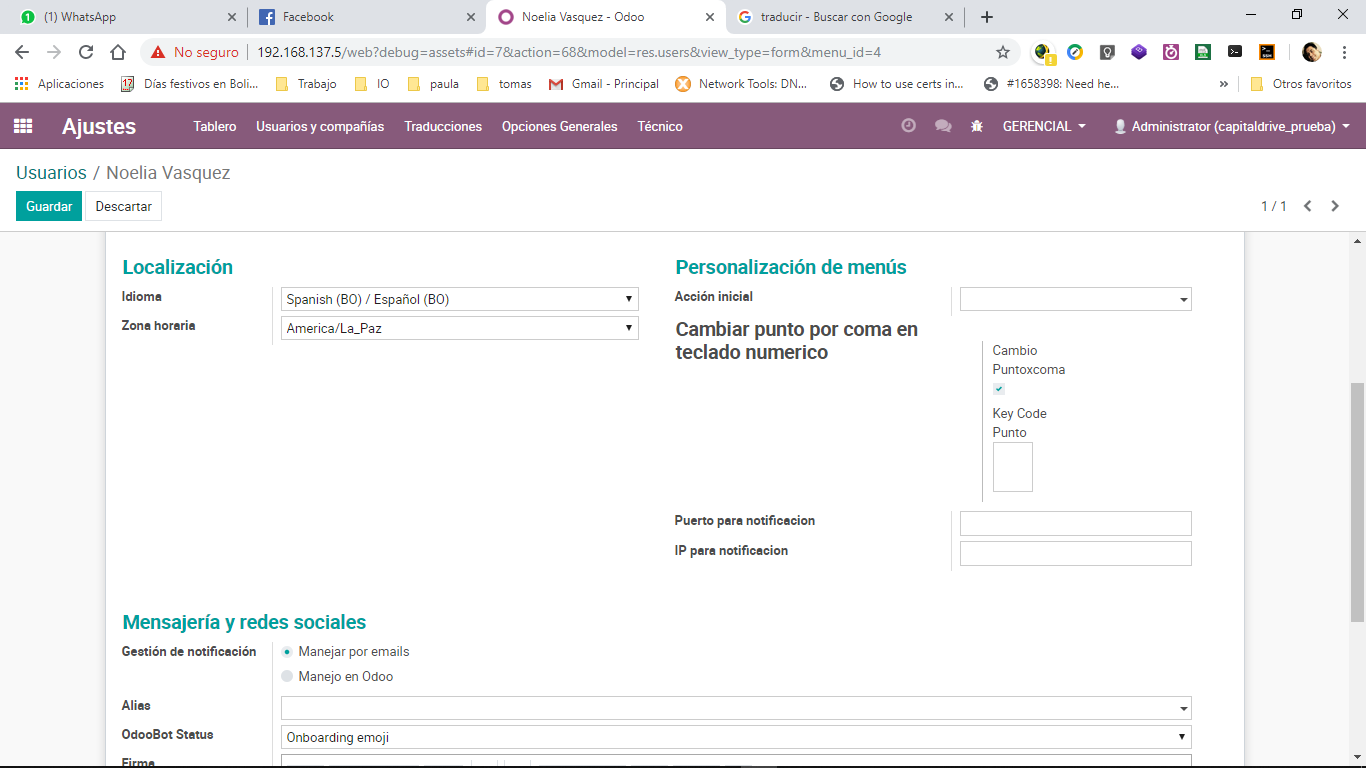 (1) WhatsApp
Facebook
Noelia Vasquez - Odoo
traducir - Buscar con Google
No seguro
192.168.137.5/web?debug=assets#id=7&action=68&model=res.users&view_type=form&menu_id=4
Aplicaciones
Días festivos en Boli...
Trabajo
IO
paula
tomas
Gmail - Principal
Network Tools: DN...
How to use certs in...
#1658398: Need he...
»
Otros favoritos
Ajustes
Tablero
Usuarios y compañías
Traducciones
Opciones Generales
Técnico
GERENCIAL
Administrator (capitaldrive_prueba)
Usuarios / Noelia Vasquez
Guardar
Descartar
1 / 1
Localización
Idioma
Spanish (BO) / Español (BO)
Zona horaria
America/La_Paz
Personalización de menús
Acción inicial
Cambiar punto por coma en
teclado numerico
Cambio
Puntoxcoma
Key Code
Punto
Puerto para notificacion
IP para notificacion
Mensajería y redes sociales
Gestión de notificación
Manejar por emails
Manejo en Odoo
Alias
OdooBot Status
Onboarding emoji
Firma